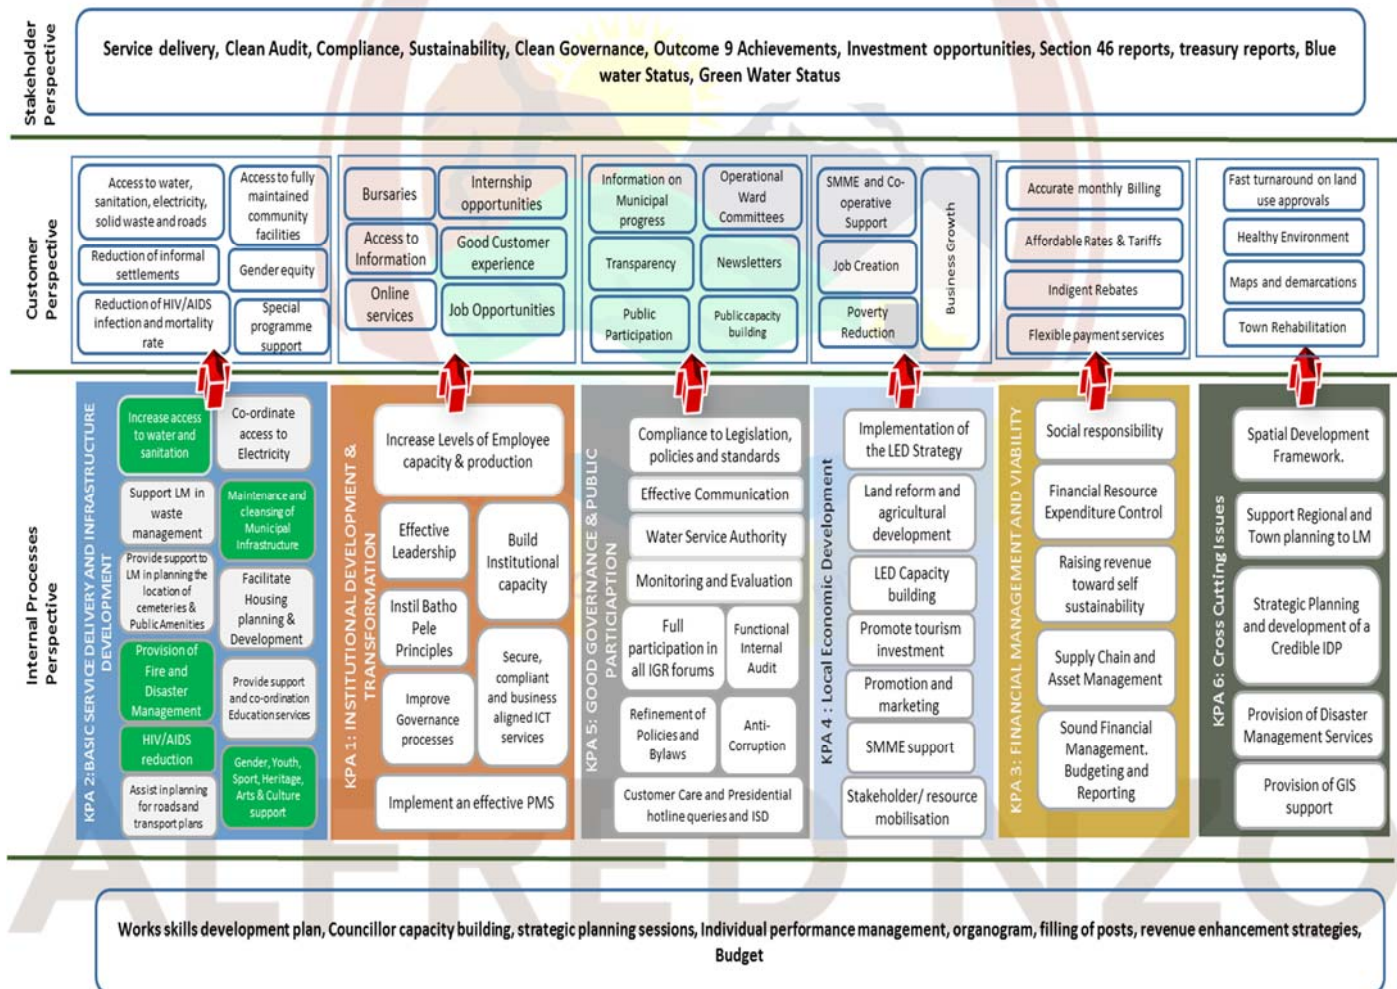 Stakeholder
Perspective
Service delivery, Clean Audit, Compliance, Sustainability, Clean Governance, Outcome 9 Achievements, Investment opportunities, Section 46 reports, treasury reports, Blue
water Status, Green Water Status
Customer
Perspective
Access to water,
sanitation, electricity,
solid waste and roads
Access to fully
maintained
community
facilities
Reduction of informal
settlements
Gender equity
Reduction of HIV/AIDS
infection and mortality
rate
Special
programme
support
Bursaries
Internship
opportunities
Access to
Information
Good Customer
experience
Online
services
Job Opportunities
Information on
Municipal
progress
Operational
Ward
Committees
Transparency
Newsletters
Public
Participation
Public capacity
building
SMME and Co-
operative
Support
Job Creation
Poverty
Reduction
Business Growth
Accurate monthly Billing
Affordable Rates & Tariffs
Indigent Rebates
Flexible payment services
Fast turnaround on land
use approvals
Healthy Environment
Maps and demarcations
Town Rehabilitation
Internal Processes
Perspective
KPA 2:BASIC SERVICE DELIVERY AND INFRASTRUCTURE
DEVELOPMENT
Increase access
to water and
sanitation
Co-ordinate
access to
Electricity
Support LM in
waste
management
Maintenance and
cleansing of
Municipal
Infrastructure
Provide support to
LM in planning the
location of
cemeteries &
Public Amenities
Facilitate
Housing
planning &
Development
Provision of
Fire and
Disaster
Management
Provide support
and co-ordination
Education services
HIV/AIDS
reduction
Gender, Youth,
Sport, Heritage,
Arts & Culture
support
Assist in planning
for roads and
transport plans
KPA 1: INSTITUTIONAL DEVELOPMENT &
TRANSFORMATION
Increase Levels of Employee
capacity & production
Effective
Leadership
Build
Institutional
capacity
Instil Batho
Pele
Principles
Secure,
compliant
and business
aligned ICT
services
Improve
Governance
processes
Implement an effective PMS
KPA 5: GOOD GOVERNANCE & PUBLIC
PARTICIAPTION
Compliance to Legislation,
policies and standards
Effective Communication
Water Service Authority
Monitoring and Evaluation
Full
participation in
all IGR forums
Functional
Internal
Audit
Refinement of
Policies and
Bylaws
Anti-
Corruption
Customer Care and Presidential
hotline queries and ISD
KPA 4 : Local Economic Development
Implementation of
the LED Strategy
Land reform and
agricultural
development
LED Capacity
building
Promote tourism
investment
Promotion and
marketing
SMME support
Stakeholder/ resource
mobilisation
KPA 3: FINANCIAL MANAGEMENT AND VIABILITY
Social responsibility
Financial Resource
Expenditure Control
Raising revenue
toward self
sustainability
Supply Chain and
Asset Management
Sound Financial
Management.
Budgeting and
Reporting
KPA 6: Cross Cutting Issues
Spatial Development
Framework.
Support Regional and
Town planning to LM
Strategic Planning
and development of a
Credible IDP
Provision of Disaster
Management Services
Provision of GIS
support
ALFRED NZO
Works skills development plan, Councillor capacity building, strategic planning sessions, Individual performance management, organogram, filling of posts, revenue enhancement strategies,
Budget